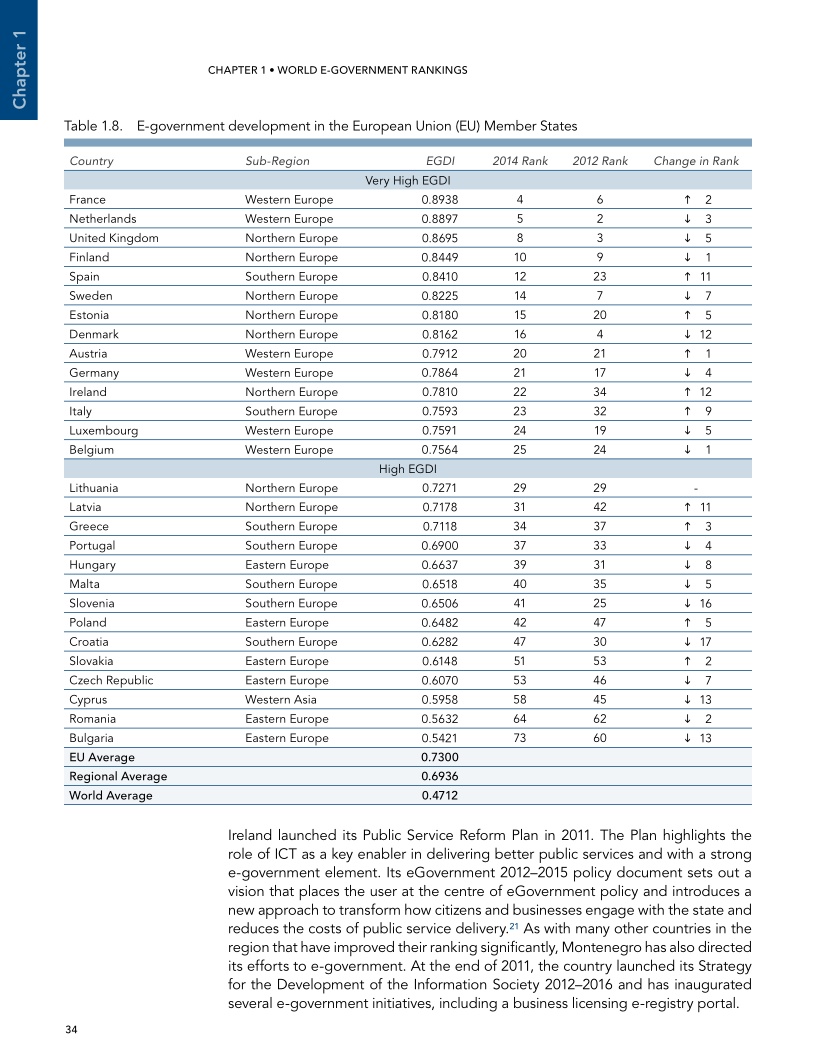 Chapter 1
CHAPTER 1 • WORLD E-GOVERNMENT RANKINGS
Table 1.8. E-government development in the European Union (EU) Member States
Country Sub-Region EGDI 2014 Rank 2012 Rank Change in Rank
Very High EGDI
France Western Europe 0.8938 4 6 ↑ 2
Netherlands Western Europe 0.8897 5 2 ↓ 3
United Kingdom Northern Europe 0.8695 8 3 ↓ 5
Finland Northern Europe 0.8449 10 9 ↓ 1
Spain Southern Europe 0.8410 12 23 ↑ 11
Sweden Northern Europe 0.8225 14 7 ↓ 7
Estonia Northern Europe 0.8180 15 20 ↑ 5
Denmark Northern Europe 0.8162 16 4 ↓ 12
Austria Western Europe 0.7912 20 21 ↑ 1
Germany Western Europe 0.7864 21 17 ↓ 4
Ireland Northern Europe 0.7810 22 34 ↑ 12
Italy Southern Europe 0.7593 23 32 ↑ 9
Luxembourg Western Europe 0.7591 24 19 ↓ 5
Belgium Western Europe 0.7564 25 24 ↓ 1
High EGDI
Lithuania Northern Europe 0.7271 29 29 -
Latvia Northern Europe 0.7178 31 42 ↑ 11
Greece Southern Europe 0.7118 34 37 ↑ 3
Portugal Southern Europe 0.6900 37 33 ↓ 4
Hungary Eastern Europe 0.6637 39 31 ↓ 8
Malta Southern Europe 0.6518 40 35 ↓ 5
Slovenia Southern Europe 0.6506 41 25 ↓ 16
Poland Eastern Europe 0.6482 42 47 ↑ 5
Croatia Southern Europe 0.6282 47 30 ↓ 17
Slovakia Eastern Europe 0.6148 51 53 ↑ 2
Czech Republic Eastern Europe 0.6070 53 46 ↓ 7
Cyprus Western Asia 0.5958 58 45 ↓ 13
Romania Eastern Europe 0.5632 64 62 ↓ 2
Bulgaria Eastern Europe 0.5421 73 60 ↓ 13
EU Average 0.7300
Regional Average 0.6936
World Average 0.4712
Ireland launched its Public Service Reform Plan in 2011. The Plan highlights the
role of ICT as a key enabler in delivering better public services and with a strong
e-government element. Its eGovernment 2012–2015 policy document sets out a
vision that places the user at the centre of eGovernment policy and introduces a
new approach to transform how citizens and businesses engage with the state and
reduces the costs of public service delivery.²¹ As with many other countries in the
region that have improved their ranking significantly, Montenegro has also directed
its efforts to e-government. At the end of 2011, the country launched its Strategy
for the Development of the Information Society 2012–2016 and has inaugurated
several e-government initiatives, including a business licensing e-registry portal.
34